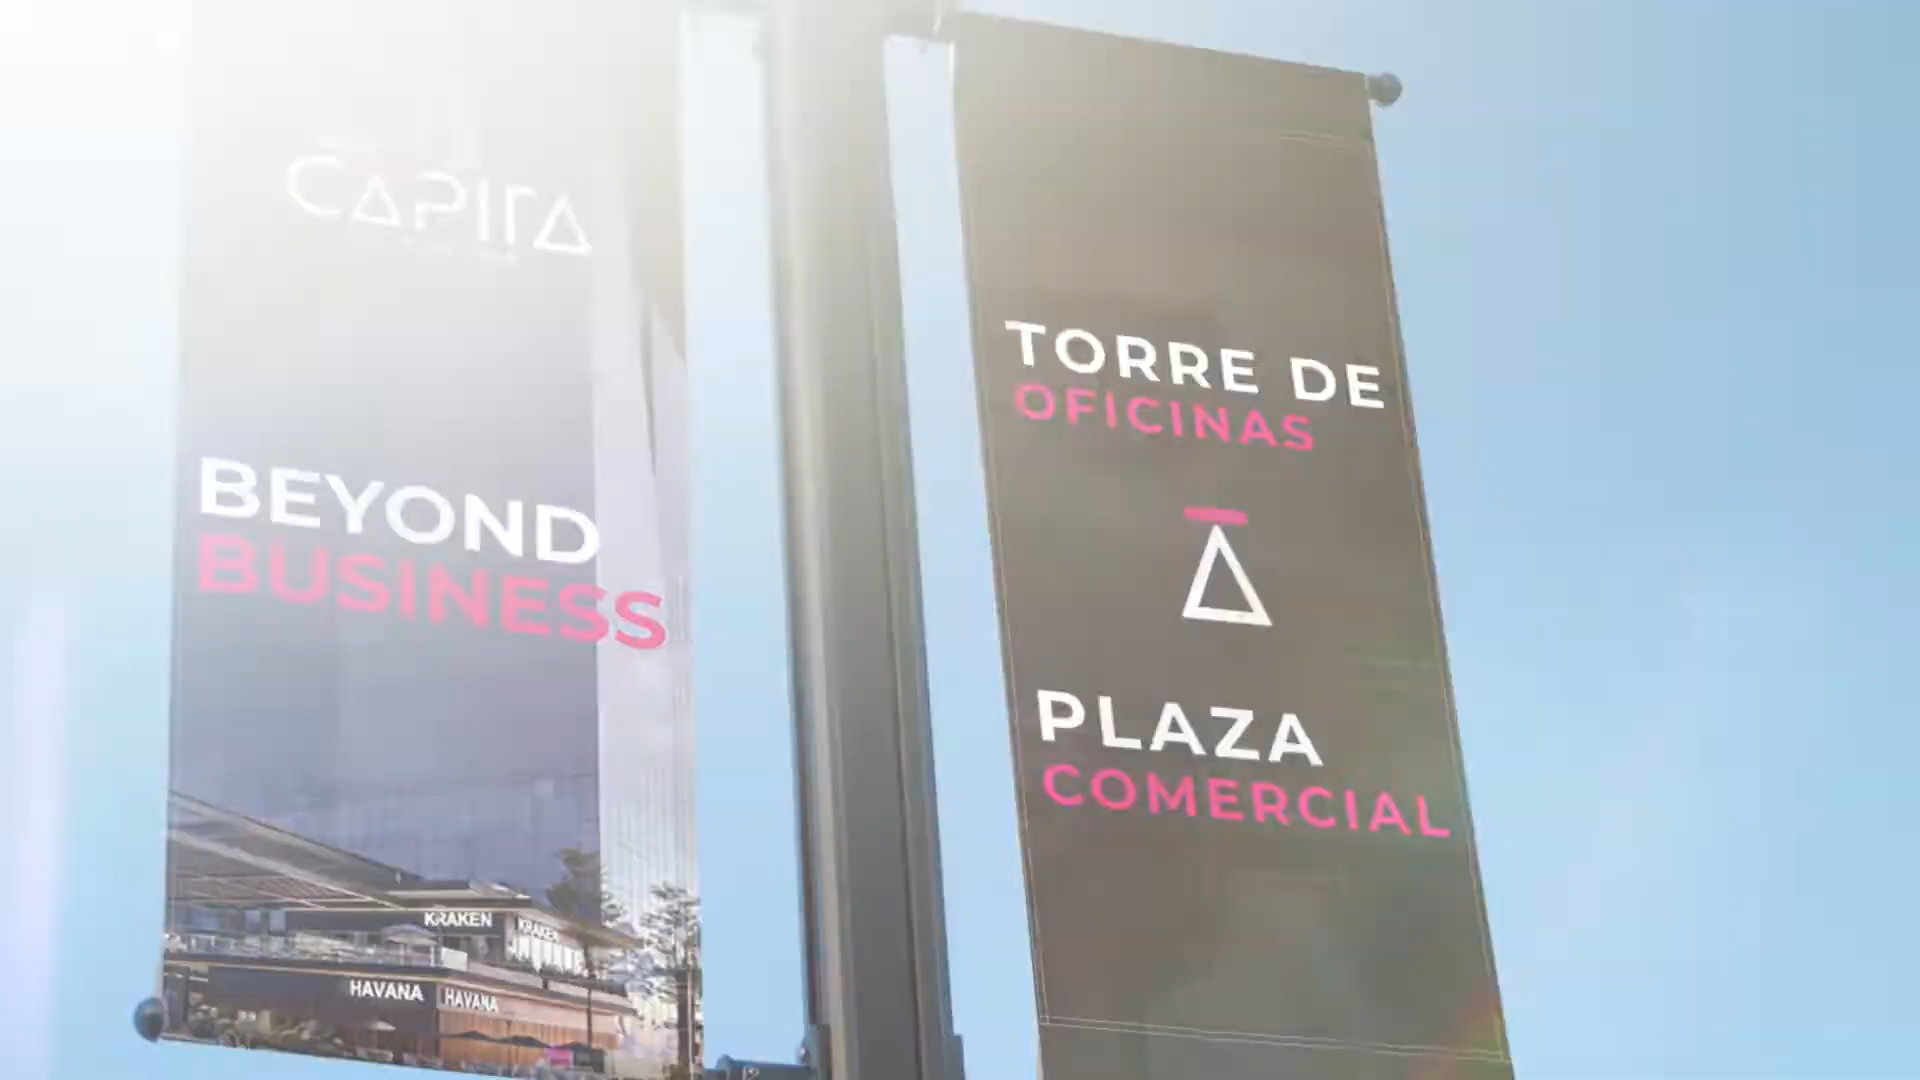 CAPITA
BEYOND
BUSINESS
KRAKEN
KRAKEN
HAVANA
HAVANA
TORRE DE
OFICINAS
PLAZA
COMERCIAL